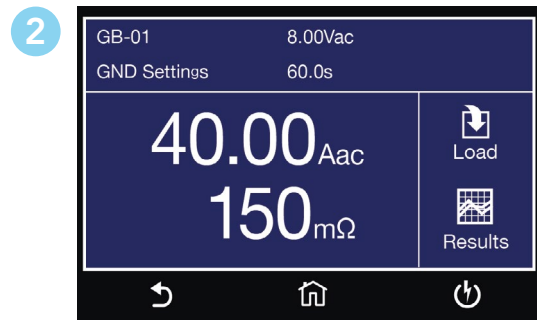 2
GB-01 8.00Vac
GND Settings 60.0s
40.00Aac
150mΩ
Load
Results